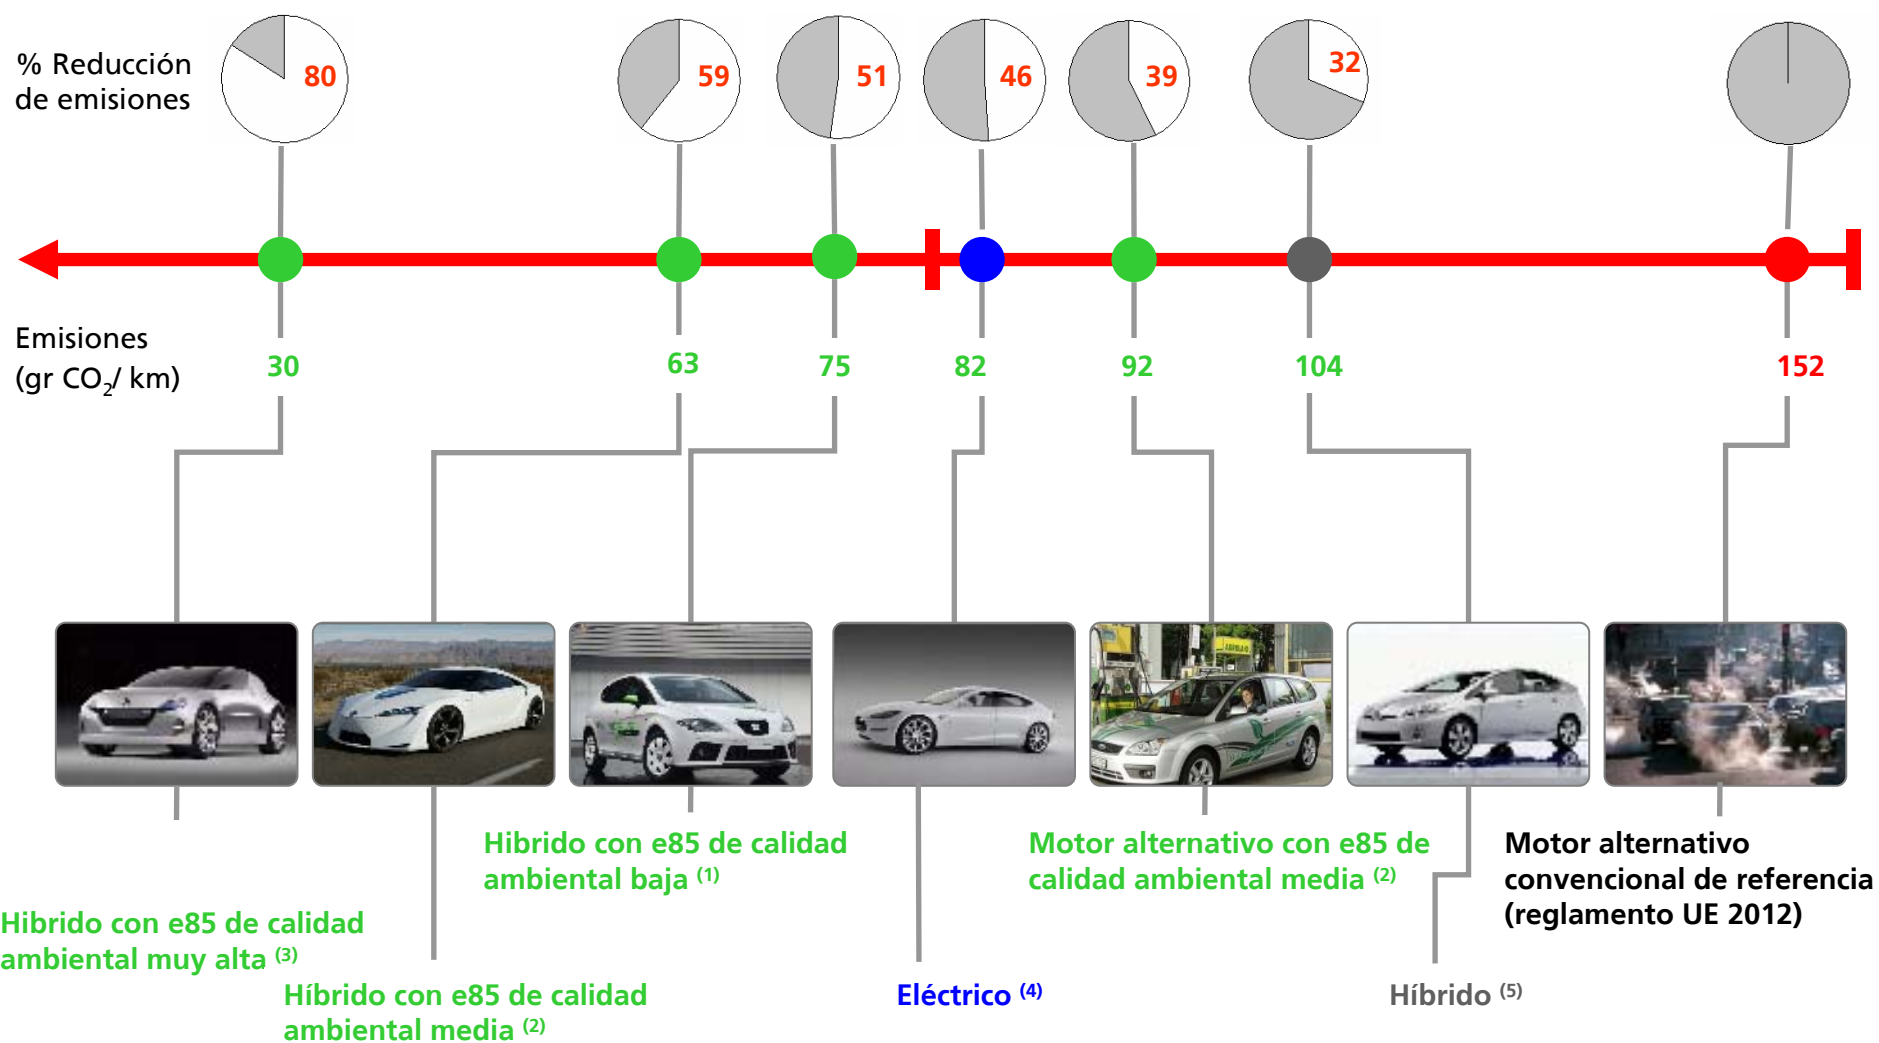 % Reducción
de emisiones
80
59
51
46
39
32
Emisiones
(gr CO2/ km)
30
63
75
82
92
104
152
Hibrido con e85 de calidad
ambiental muy alta (3)
Híbrido con e85 de calidad
ambiental media (2)
Hibrido con e85 de calidad
ambiental baja (1)
Eléctrico (4)
Motor alternativo con e85 de
calidad ambiental media (2)
Híbrido (5)
Motor alternativo
convencional de referencia
(reglamento UE 2012)